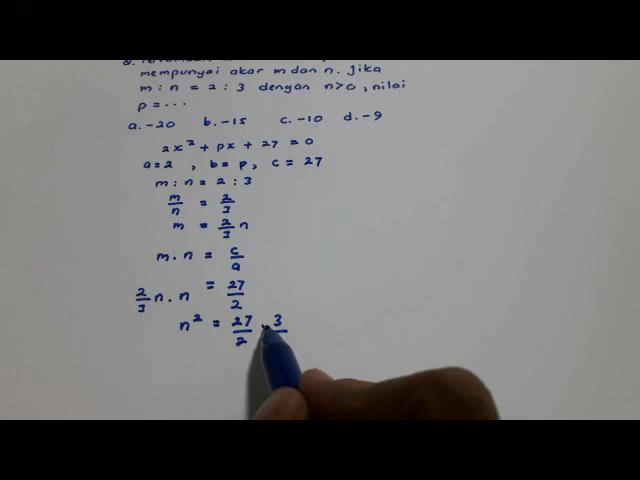 8.
mempunyai akar m dan n. Jika
m : n = 2 : 3 dengan n>0, nilai
p = ...
a. -20 b. -15 c. -10 d. -9
2x² + px + 27 = 0
a = 2 , b = p , c = 27
m : n = 2 : 3
m/n = 2/3
m = 2/3 n
m . n = c/a
2/3 n . n = 27/2
n² = 27/2 . 3/